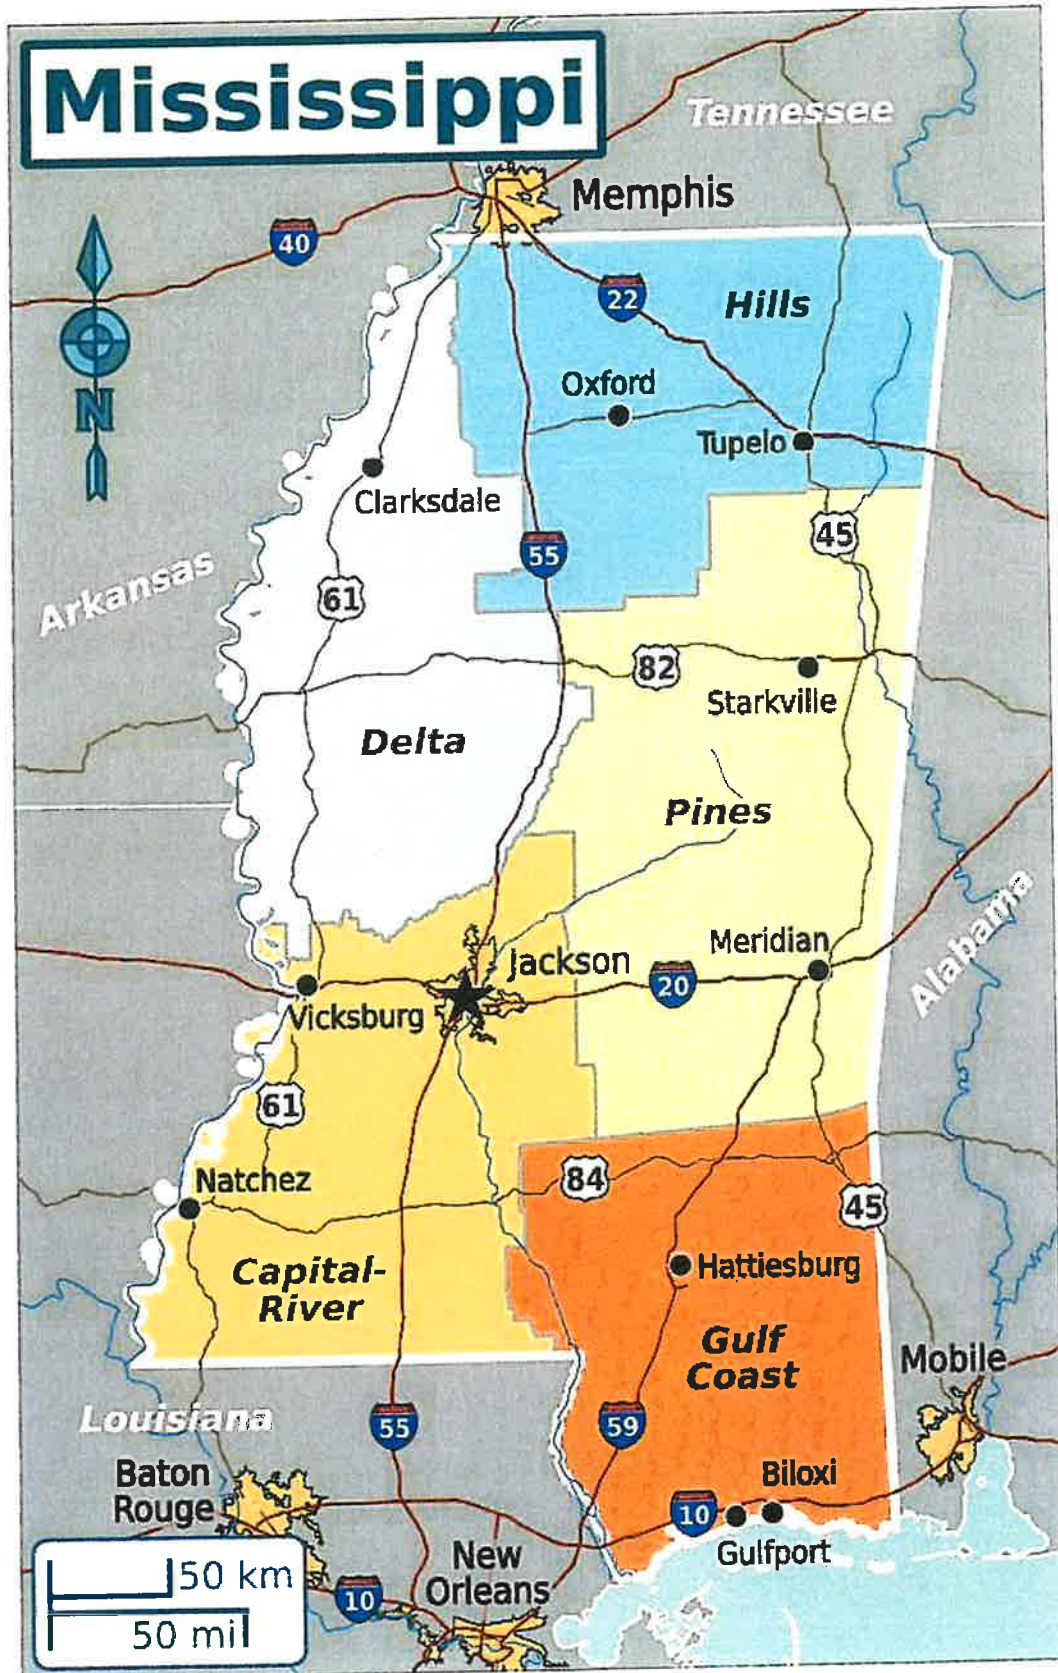 Mississippi
Tennessee
Memphis
40
22
Hills
N
Oxford
Tupelo
Clarksdale
45
55
Arkansas
61
82
Starkville
Delta
Pines
Alabama
Meridian
Jackson
20
Vicksburg
61
Natchez
84
45
Capital-
River
Hattiesburg
Gulf
Coast
Mobile
Louisiana
55
59
Baton
Rouge
Biloxi
10
Gulfport
New
Orleans
10
50 km
50 mil